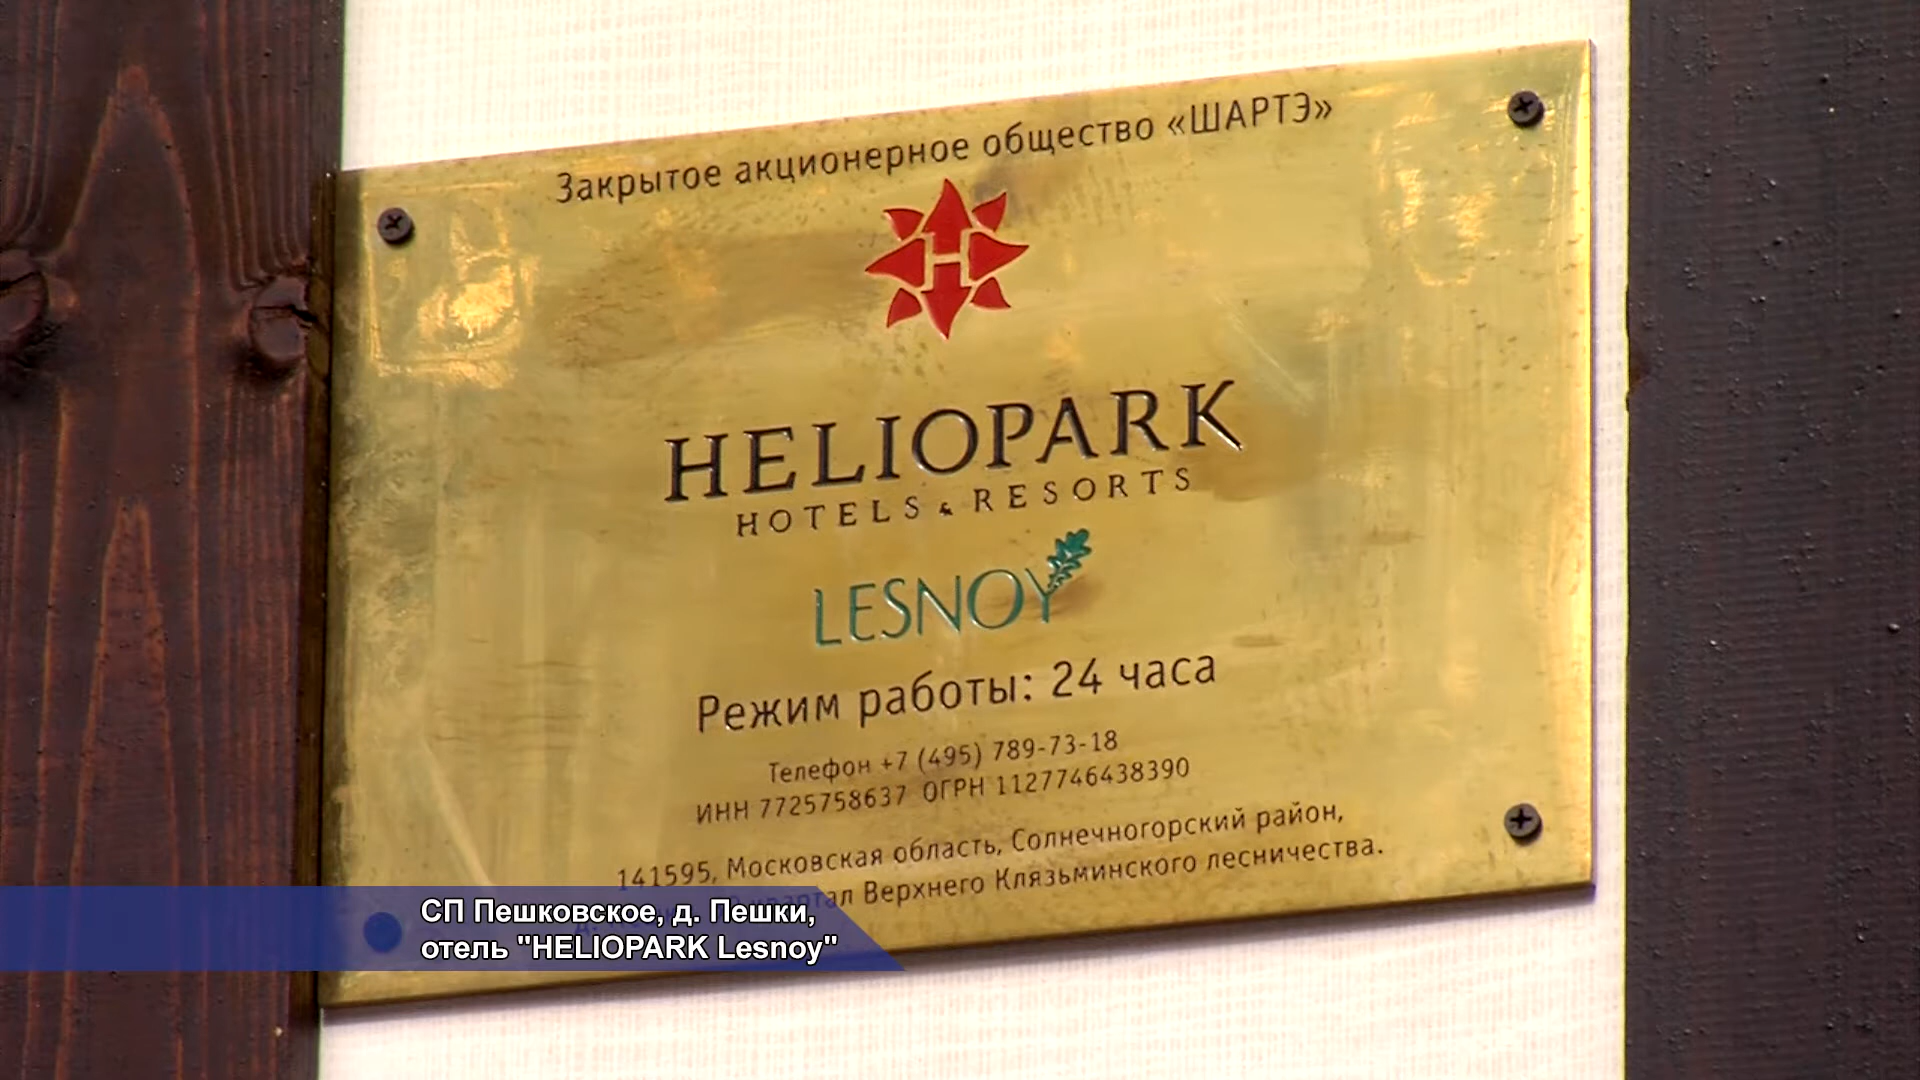 Закрытое акционерное общество «ШАРТЭ»
HELIOPARK
HOTELS & RESORTS
LESNOY
Режим работы: 24 часа
Телефон +7 (495) 789-73-18
ИНН 7725758637 ОГРН 1127746438390
141595, Московская область, Солнечногорский район,
Верхнего Клязьминского лесничества.
СП Пешковское, д. Пешки,
отель "HELIOPARK Lesnoy"